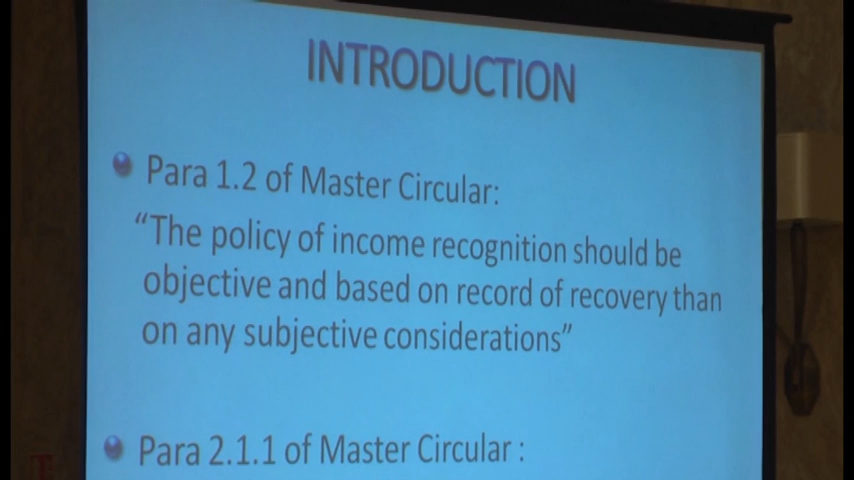 INTRODUCTION
Para 1.2 of Master Circular:
“The policy of income recognition should be
objective and based on record of recovery than
on any subjective considerations”
Para 2.1.1 of Master Circular :